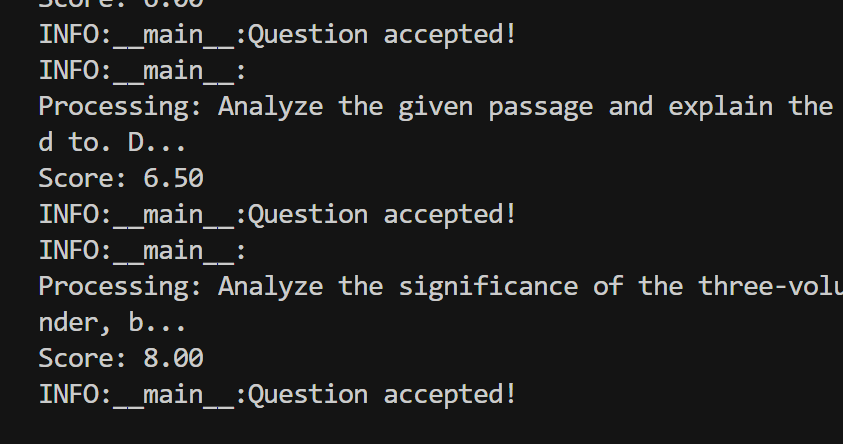 Score: 6.00
INFO:__main__:Question accepted!
INFO:__main__:
Processing: Analyze the given passage and explain the
d to. D...
Score: 6.50
INFO:__main__:Question accepted!
INFO:__main__:
Processing: Analyze the significance of the three-volu
nder, b...
Score: 8.00
INFO:__main__:Question accepted!